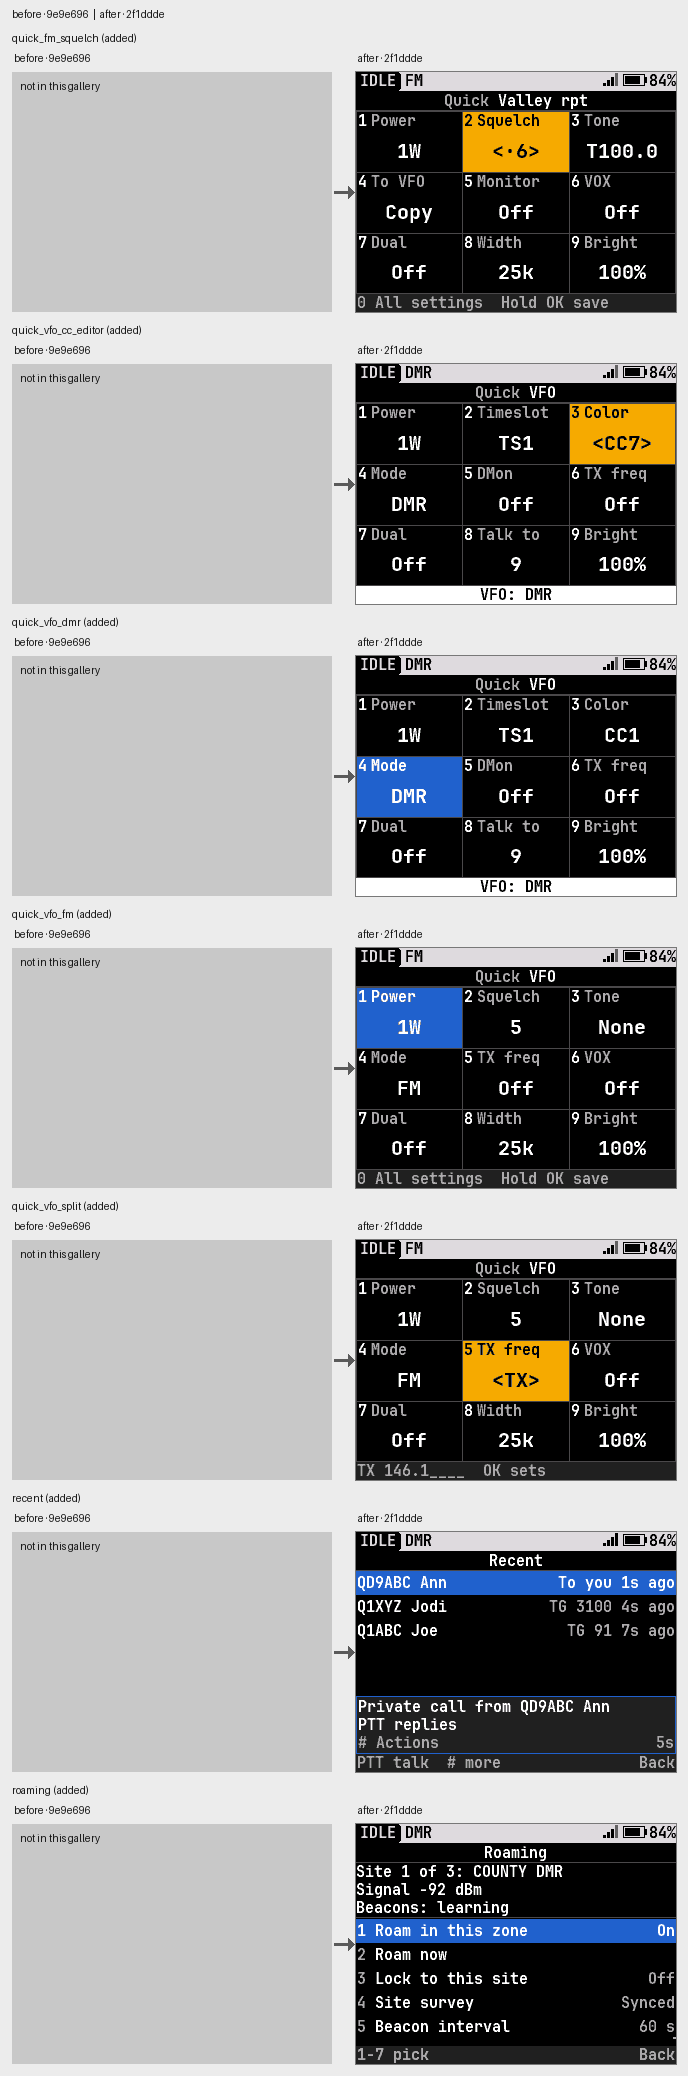 before · 9e9e696 | after · 2f1ddde
quick_fm_squelch (added)
before · 9e9e696
after · 2f1ddde
not in this gallery
IDLE FM 84%
Quick Valley rpt
1 Power 2 Squelch 3 Tone
1W <·6> T100.0
4 To VFO 5 Monitor 6 VOX
Copy Off Off
7 Dual 8 Width 9 Bright
Off 25k 100%
0 All settings Hold OK save
quick_vfo_cc_editor (added)
before · 9e9e696
after · 2f1ddde
not in this gallery
IDLE DMR 84%
Quick VFO
1 Power 2 Timeslot 3 Color
1W TS1 <CC7>
4 Mode 5 DMon 6 TX freq
DMR Off Off
7 Dual 8 Talk to 9 Bright
Off 9 100%
VFO: DMR
quick_vfo_dmr (added)
before · 9e9e696
after · 2f1ddde
not in this gallery
IDLE DMR 84%
Quick VFO
1 Power 2 Timeslot 3 Color
1W TS1 CC1
4 Mode 5 DMon 6 TX freq
DMR Off Off
7 Dual 8 Talk to 9 Bright
Off 9 100%
VFO: DMR
quick_vfo_fm (added)
before · 9e9e696
after · 2f1ddde
not in this gallery
IDLE FM 84%
Quick VFO
1 Power 2 Squelch 3 Tone
1W 5 None
4 Mode 5 TX freq 6 VOX
FM Off Off
7 Dual 8 Width 9 Bright
Off 25k 100%
0 All settings Hold OK save
quick_vfo_split (added)
before · 9e9e696
after · 2f1ddde
not in this gallery
IDLE FM 84%
Quick VFO
1 Power 2 Squelch 3 Tone
1W 5 None
4 Mode 5 TX freq 6 VOX
FM <TX> Off
7 Dual 8 Width 9 Bright
Off 25k 100%
TX 146.1____ OK sets
recent (added)
before · 9e9e696
after · 2f1ddde
not in this gallery
IDLE DMR 84%
Recent
QD9ABC Ann To you 1s ago
Q1XYZ Jodi TG 3100 4s ago
Q1ABC Joe TG 91 7s ago
Private call from QD9ABC Ann
PTT replies
# Actions 5s
PTT talk # more Back
roaming (added)
before · 9e9e696
after · 2f1ddde
not in this gallery
IDLE DMR 84%
Roaming
Site 1 of 3: COUNTY DMR
Signal -92 dBm
Beacons: learning
1 Roam in this zone On
2 Roam now
3 Lock to this site Off
4 Site survey Synced
5 Beacon interval 60 s
1-7 pick Back